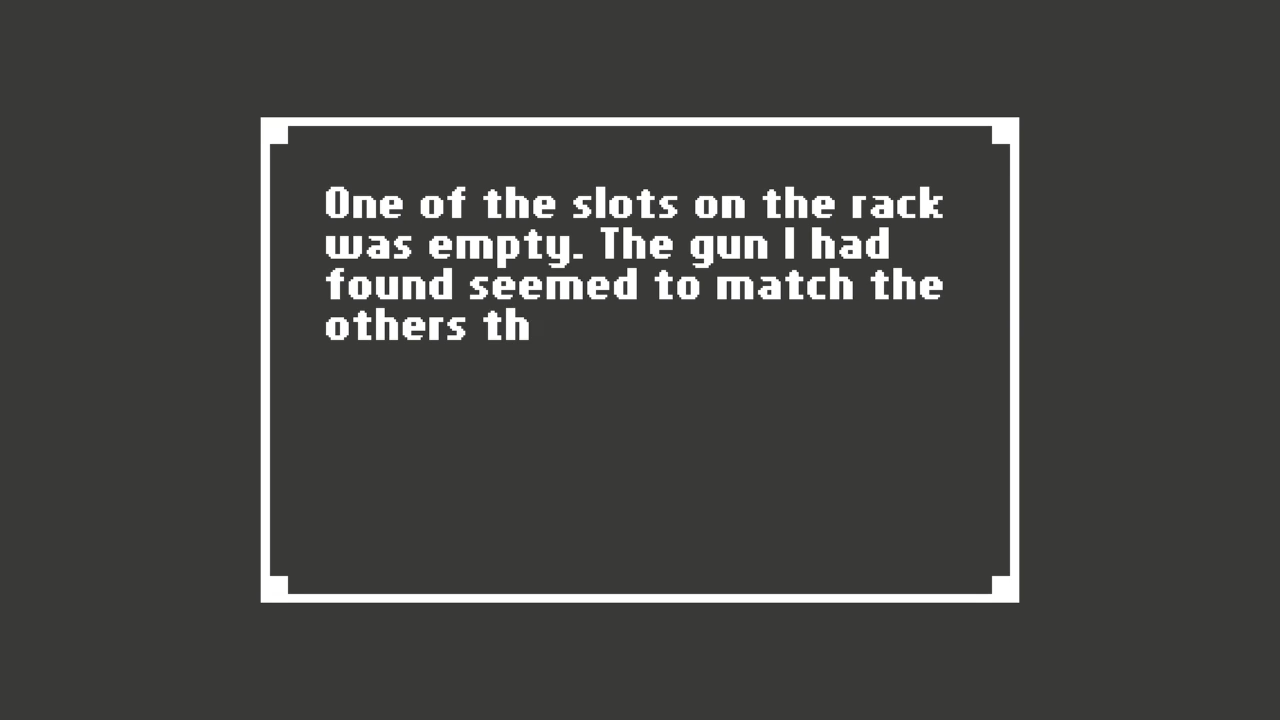 One of the slots on the rack
was empty. The gun I had
found seemed to match the
others th